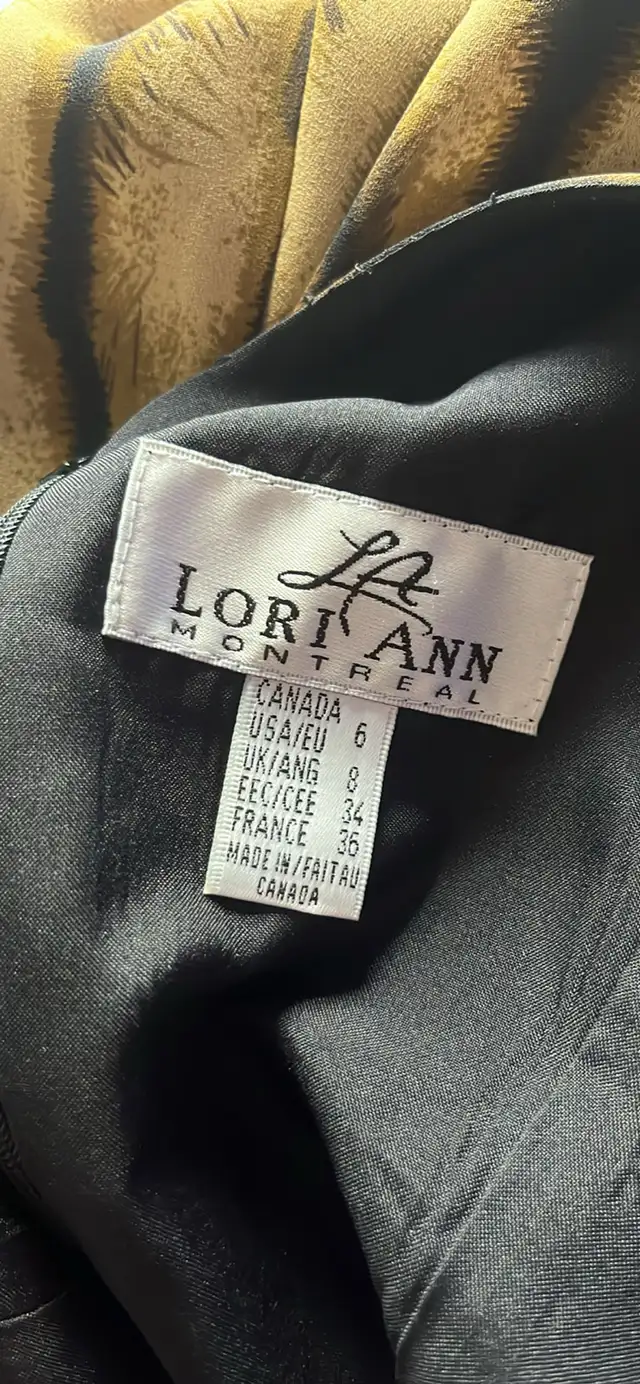 LA
LORI ANN
MONTREAL
CANADA
USA/EU 6
UK/ANG 8
EEC/CEE 34
FRANCE 36
MADE IN/FAIT AU
CANADA